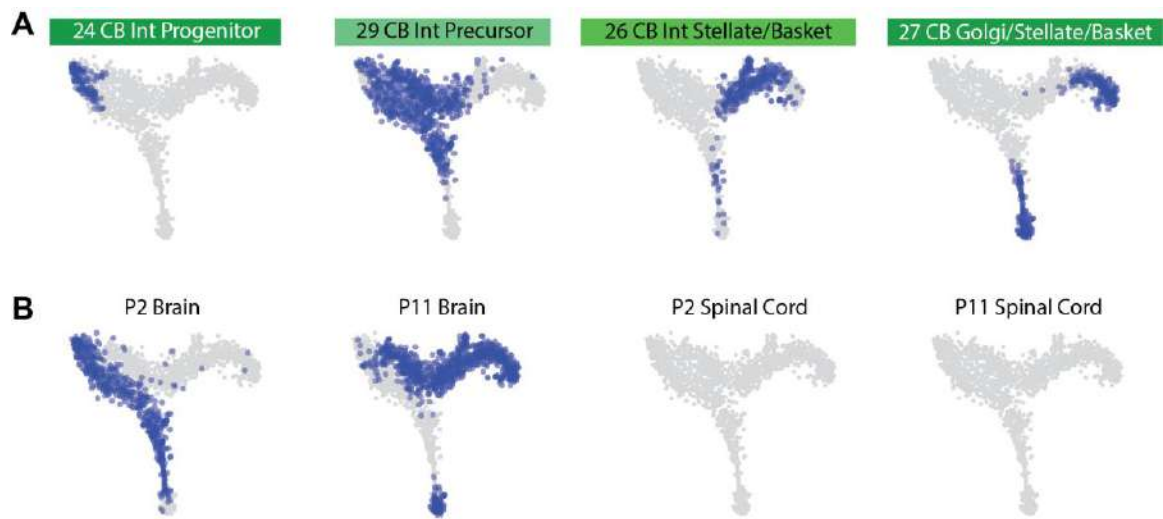 A
24 CB Int Progenitor
29 CB Int Precursor
26 CB Int Stellate/Basket
27 CB Golgi/Stellate/Basket
B
P2 Brain
P11 Brain
P2 Spinal Cord
P11 Spinal Cord